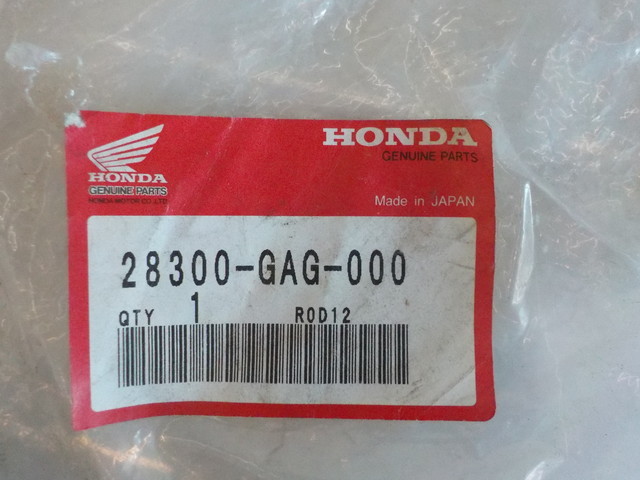 HONDA
GENUINE PARTS
HONDA MOTOR CO., LTD.
HONDA
GENUINE PARTS
Made in JAPAN
28300-GAG-000
QTY 1 R0D12